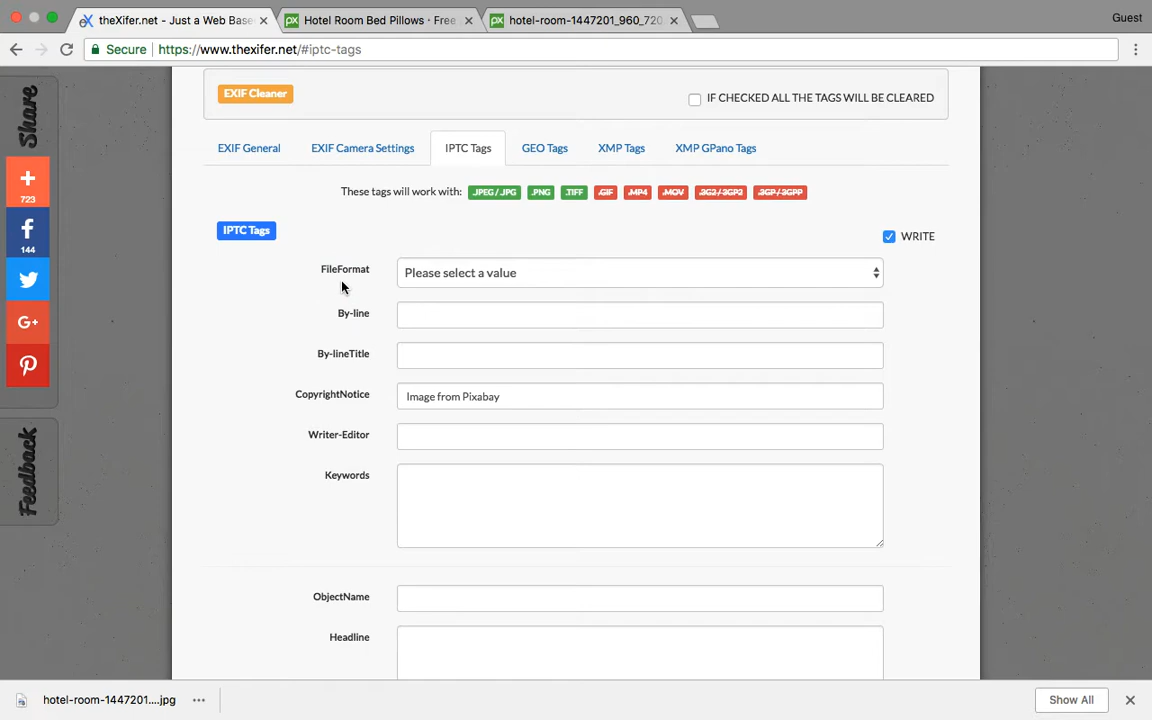 theXifer.net - Just a Web Base
Hotel Room Bed Pillows • Free
hotel-room-1447201_960_720
Guest
Secure
https://www.thexifer.net/#iptc-tags
Share
723
144
G+
Feedback
EXIF Cleaner
IF CHECKED ALL THE TAGS WILL BE CLEARED
EXIF General
EXIF Camera Settings
IPTC Tags
GEO Tags
XMP Tags
XMP GPano Tags
These tags will work with: .JPEG / .JPG .PNG .TIFF .GIF .MP4 .MOV .3G2 / 3GP2 .3GP / 3GPP
IPTC Tags
WRITE
FileFormat
Please select a value
By-line
By-lineTitle
CopyrightNotice
Image from Pixabay
Writer-Editor
Keywords
ObjectName
Headline
hotel-room-1447201....jpg
Show All